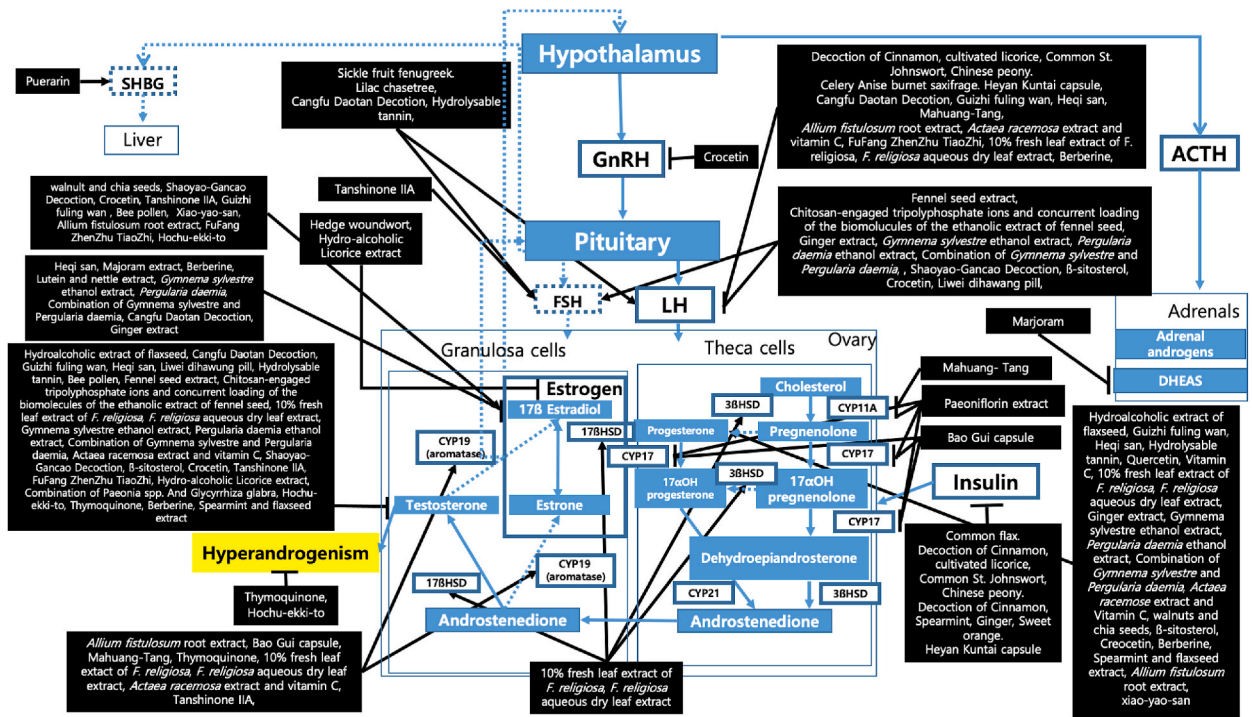 Hypothalamus
Puerarin
SHBG
Liver
Sickle fruit fenugreek.
Lilac chasetree,
Cangfu Daotan Decotion, Hydrolysable
tannin,
GnRH
Crocetin
Decoction of Cinnamon, cultivated licorice, Common St.
Johnswort, Chinese peony.
Celery Anise burnet saxifrage. Heyan Kuntai capsule,
Cangfu Daotan Decotion, Guizhi fuling wan, Heqi san,
Mahuang-Tang,
Allium fistulosum root extract, Actaea racemosa extract and
vitamin C, FuFang ZhenZhu TiaoZhi, 10% fresh leaf extract of F.
religiosa, F. religiosa aqueous dry leaf extract, Berberine,
ACTH
walnult and chia seeds, Shaoyao-Gancao
Decoction, Crocetin, Tanshinone IIA, Guizhi
fuling wan , Bee pollen, Xiao-yao-san,
Allium fistulosum root extract, FuFang
ZhenZhu TiaoZhi, Hochu-ekki-to
Tanshinone IIA
Hedge woundwort,
Hydro-alcoholic
Licorice extract
Pituitary
Fennel seed extract,
Chitosan-engaged tripolyphosphate ions and concurrent loading
of the biomolucules of the ethanolic extract of fennel seed,
Ginger extract, Gymnema sylvestre ethanol extract, Pergularia
daemia ethanol extract, Combination of Gymnema sylvestre and
Pergularia daemia, , Shaoyao-Gancao Decotion, ß-sitosterol,
Crocetin, Liwei dihawang pill,
Heqi san, Majoram extract, Berberine,
Lutein and nettle extract, Gymnema sylvestre
ethanol extract, Pergularia daemia,
Combination of Gymnema sylvestre and
Pergularia daemia, Cangfu Daotan Decoction,
Ginger extract
FSH
LH
Marjoram
Adrenals
Adrenal
androgens
DHEAS
Granulosa cells
Theca cells
Ovary
Hydroalcoholic extract of flaxseed, Cangfu Daotan Decoction,
Guizhi fuling wan, Heqi san, Liwei dihawang pill, Hydrolysable
tannin, Bee pollen, Fennel seed extract, Chitosan-engaged
tripolyphosphate ions and concurrent loading of the
biomolecules of the ethanolic extract of fennel seed, 10% fresh
leaf extract of F. religiosa, F. religiosa aqueous dry leaf extract,
Gymnema sylvestre ethanol extract, Pergularia daemia ethanol
extract, Combination of Gymnema sylvestre and Pergularia
daemia, Actaea racemosa extract and vitamin C, Shaoyao-
Gancao Decoction, ß-sitosterol, Crocetin, Tanshinone IIA,
FuFang ZhenZhu TiaoZhi, Hydro-alcoholic Licorice extract,
Combination of Paeonia spp. And Glycyrrhiza glabra, Hochu-
ekki-to, Thymoquinone, Berberine, Spearmint and flaxseed
extract
Estrogen
17ß Estradiol
17ßHSD
CYP19
(aromatase)
Testosterone
Estrone
CYP19
(aromatase)
17ßHSD
Androstenedione
Cholesterol
3ßHSD
CYP11A
Progesterone
Pregnenolone
CYP17
CYP17
3ßHSD
17αOH
progesterone
17αOH
pregnenolone
CYP17
Dehydroepiandrosterone
CYP21
3ßHSD
Androstenedione
Mahuang- Tang
Paeoniflorin extract
Bao Gui capsule
Insulin
Common flax.
Decoction of Cinnamon,
cultivated licorice,
Common St. Johnswort,
Chinese peony.
Decoction of Cinnamon,
Spearmint, Ginger, Sweet
orange.
Heyan Kuntai capsule
Hydroalcoholic extract of
flaxseed, Guizhi fuling wan,
Heqi san, Hydrolysable
tannin, Quercetin, Vitamin
C, 10% fresh leaf extract of
F. religiosa, F. religiosa
aqueous dry leaf extract,
Ginger extract, Gymnema
sylvestre ethanol extract,
Pergularia daemia ethanol
extract, Combination of
Gymnema sylvestre and
Pergularia daemia, Actaea
racemose extract and
Vitamin C, walnuts and
chia seeds, ß-sitosterol,
Creocetin, Berberine,
Spearmint and flaxseed
extract, Allium fistulosum
root extract,
xiao-yao-san
Hyperandrogenism
Thymoquinone,
Hochu-ekki-to
Allium fistulosum root extract, Bao Gui capsule,
Mahuang-Tang, Thymoquinone, 10% fresh leaf
extact of F. religiosa, F. religiosa aqueous dry leaf
extract, Actaea racemosa extract and vitamin C,
Tanshinone IIA,
10% fresh leaf extract of
F. religiosa, F. religiosa
aqueous dry leaf extract